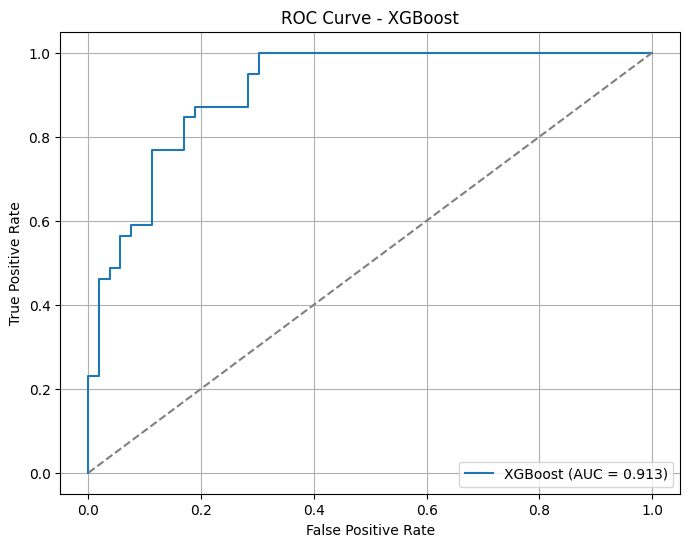 ROC Curve - XGBoost
1.0
0.8
0.6
0.4
0.2
0.0
True Positive Rate
0.0 0.2 0.4 0.6 0.8 1.0
False Positive Rate
XGBoost (AUC = 0.913)